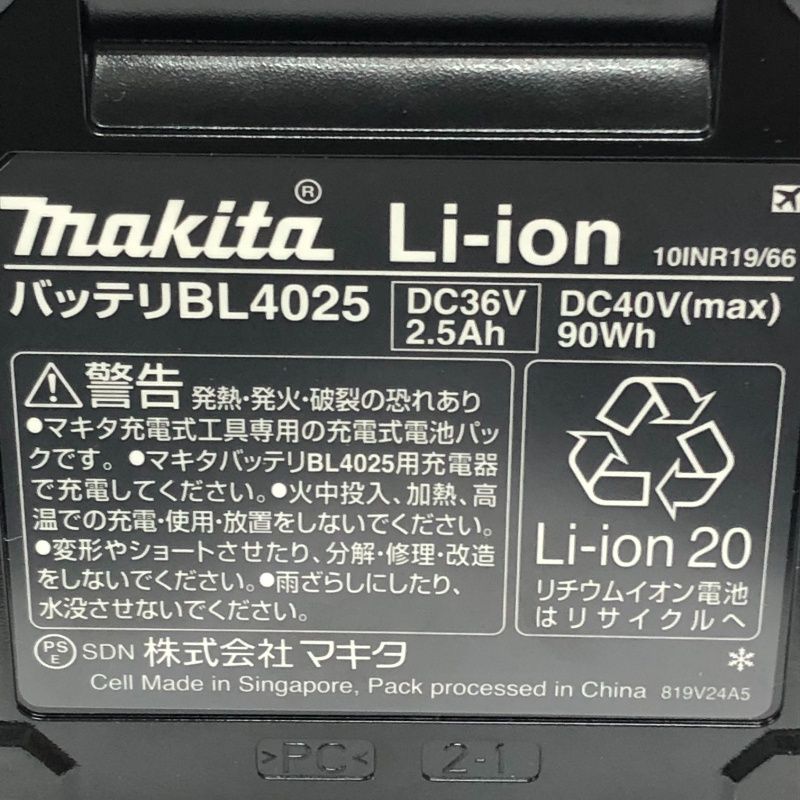 makita® Li-ion 10INR19/66
バッテリBL4025 DC36V 2.5Ah DC40V(max) 90Wh
警告 発熱・発火・破裂の恐れあり
●マキタ充電式工具専用の充電式電池パッ
クです。●マキタバッテリBL4025用充電器
で充電してください。●火中投入、加熱、高
温での充電・使用・放置をしないでください。
●変形やショートさせたり、分解・修理・改造
をしないでください。●雨ざらしにしたり、
水没させないでください。
Li-ion 20
リチウムイオン電池
はリサイクルへ
PSE SDN 株式会社マキタ
Cell Made in Singapore, Pack processed in China 819V24A5
>PC< 2-1